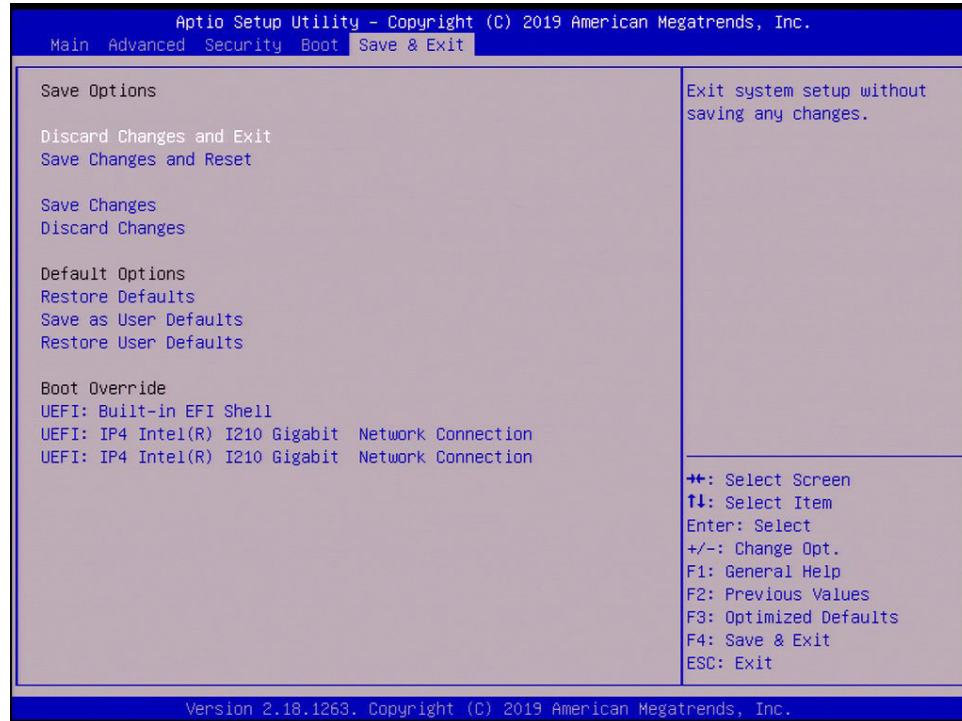 Aptio Setup Utility – Copyright (C) 2019 American Megatrends, Inc.
Main Advanced Security Boot Save & Exit
Save Options
Exit system setup without
saving any changes.
Discard Changes and Exit
Save Changes and Reset
Save Changes
Discard Changes
Default Options
Restore Defaults
Save as User Defaults
Restore User Defaults
Boot Override
UEFI: Built-in EFI Shell
UEFI: IP4 Intel(R) I210 Gigabit  Network Connection
UEFI: IP4 Intel(R) I210 Gigabit  Network Connection
→←: Select Screen
↑↓: Select Item
Enter: Select
+/-: Change Opt.
F1: General Help
F2: Previous Values
F3: Optimized Defaults
F4: Save & Exit
ESC: Exit
Version 2.18.1263. Copyright (C) 2019 American Megatrends, Inc.